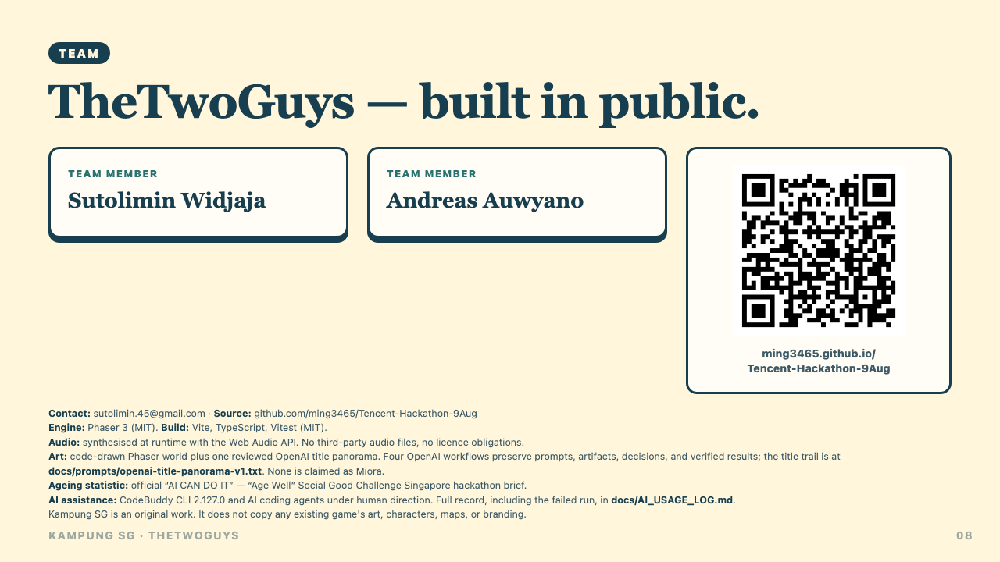 TEAM
TheTwoGuys — built in public.
TEAM MEMBER
Sutolimin Widjaja
TEAM MEMBER
Andreas Auwyano
ming3465.github.io/
Tencent-Hackathon-9Aug
Contact: sutolimin.45@gmail.com · Source: github.com/ming3465/Tencent-Hackathon-9Aug
Engine: Phaser 3 (MIT). Build: Vite, TypeScript, Vitest (MIT).
Audio: synthesised at runtime with the Web Audio API. No third-party audio files, no licence obligations.
Art: code-drawn Phaser world plus one reviewed OpenAI title panorama. Four OpenAI workflows preserve prompts, artifacts, decisions, and verified results; the title trail is at
docs/prompts/openai-title-panorama-v1.txt. None is claimed as Miora.
Ageing statistic: official “AI CAN DO IT” — “Age Well” Social Good Challenge Singapore hackathon brief.
AI assistance: CodeBuddy CLI 2.127.0 and AI coding agents under human direction. Full record, including the failed run, in docs/AI_USAGE_LOG.md.
Kampung SG is an original work. It does not copy any existing game's art, characters, maps, or branding.
KAMPUNG SG · THETWOGUYS
08